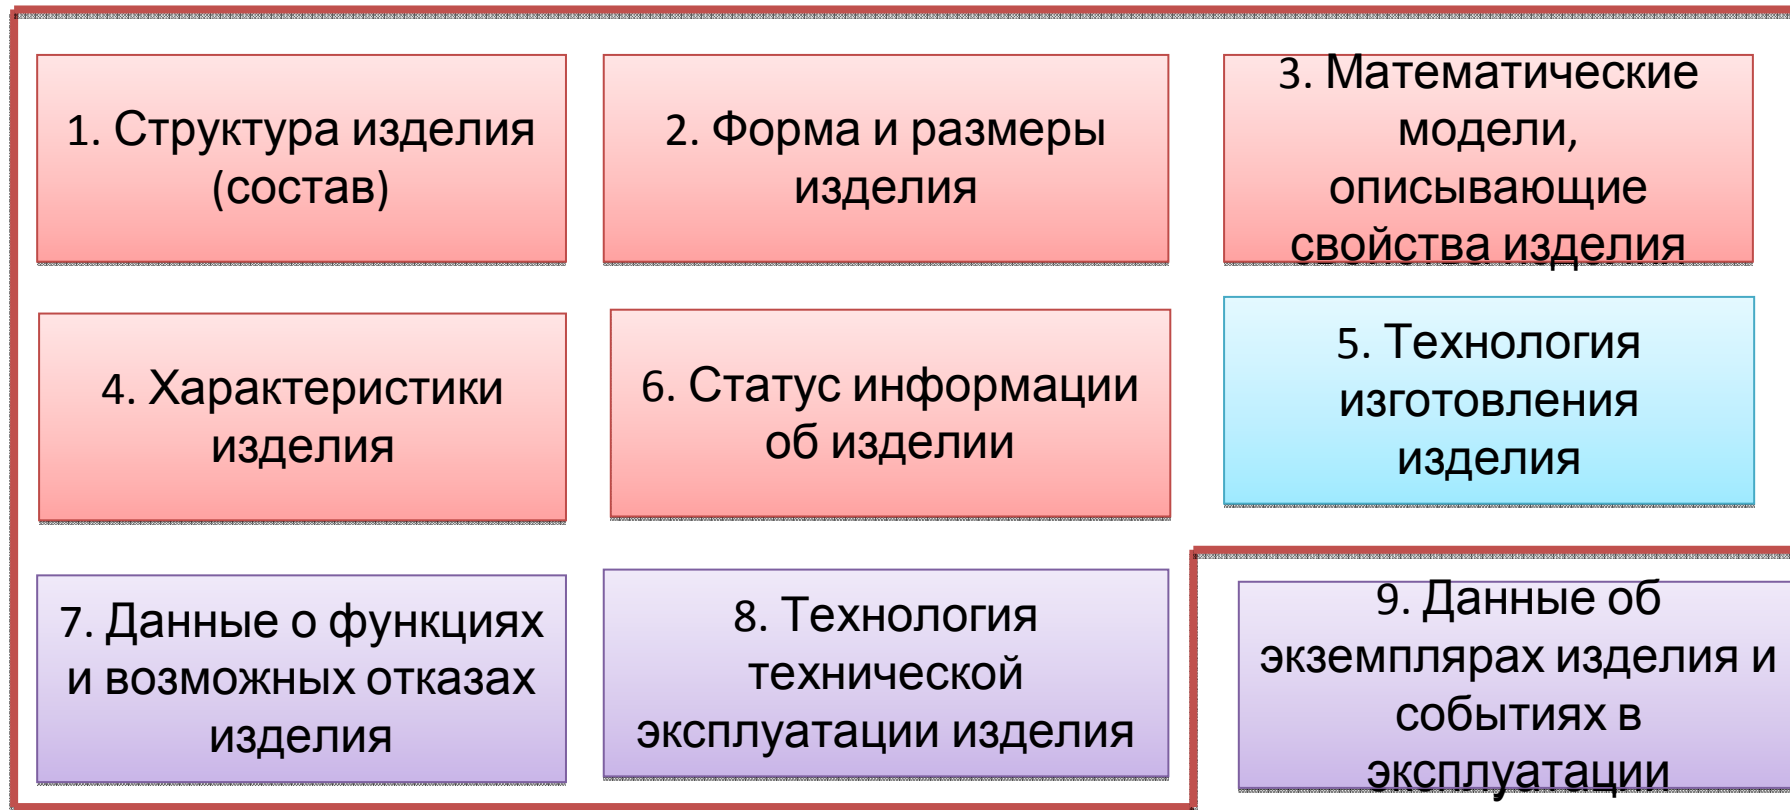 1. Структура изделия
(состав)
2. Форма и размеры
изделия
3. Математические
модели,
описывающие
свойства изделия
4. Характеристики
изделия
6. Статус информации
об изделии
5. Технология
изготовления
изделия
7. Данные о функциях
и возможных отказах
изделия
8. Технология
технической
эксплуатации изделия
9. Данные об
экземплярах изделия и
событиях в
эксплуатации